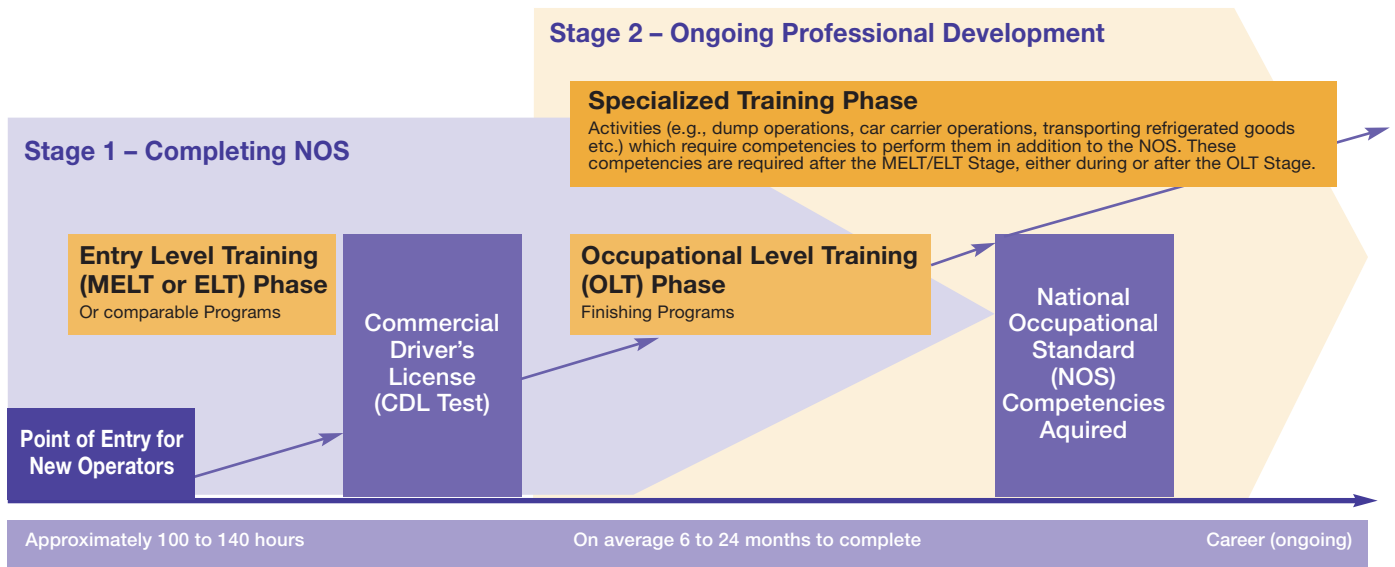 Stage 2 – Ongoing Professional Development
Specialized Training Phase
Activities (e.g., dump operations, car carrier operations, transporting refrigerated goods
etc.) which require competencies to perform them in addition to the NOS. These
competencies are required after the MELT/ELT Stage, either during or after the OLT Stage.
Stage 1 – Completing NOS
Entry Level Training
(MELT or ELT) Phase
Or comparable Programs
Commercial
Driver’s
License
(CDL Test)
Occupational Level Training
(OLT) Phase
Finishing Programs
National
Occupational
Standard
(NOS)
Competencies
Aquired
Point of Entry for
New Operators
Approximately 100 to 140 hours
On average 6 to 24 months to complete
Career (ongoing)